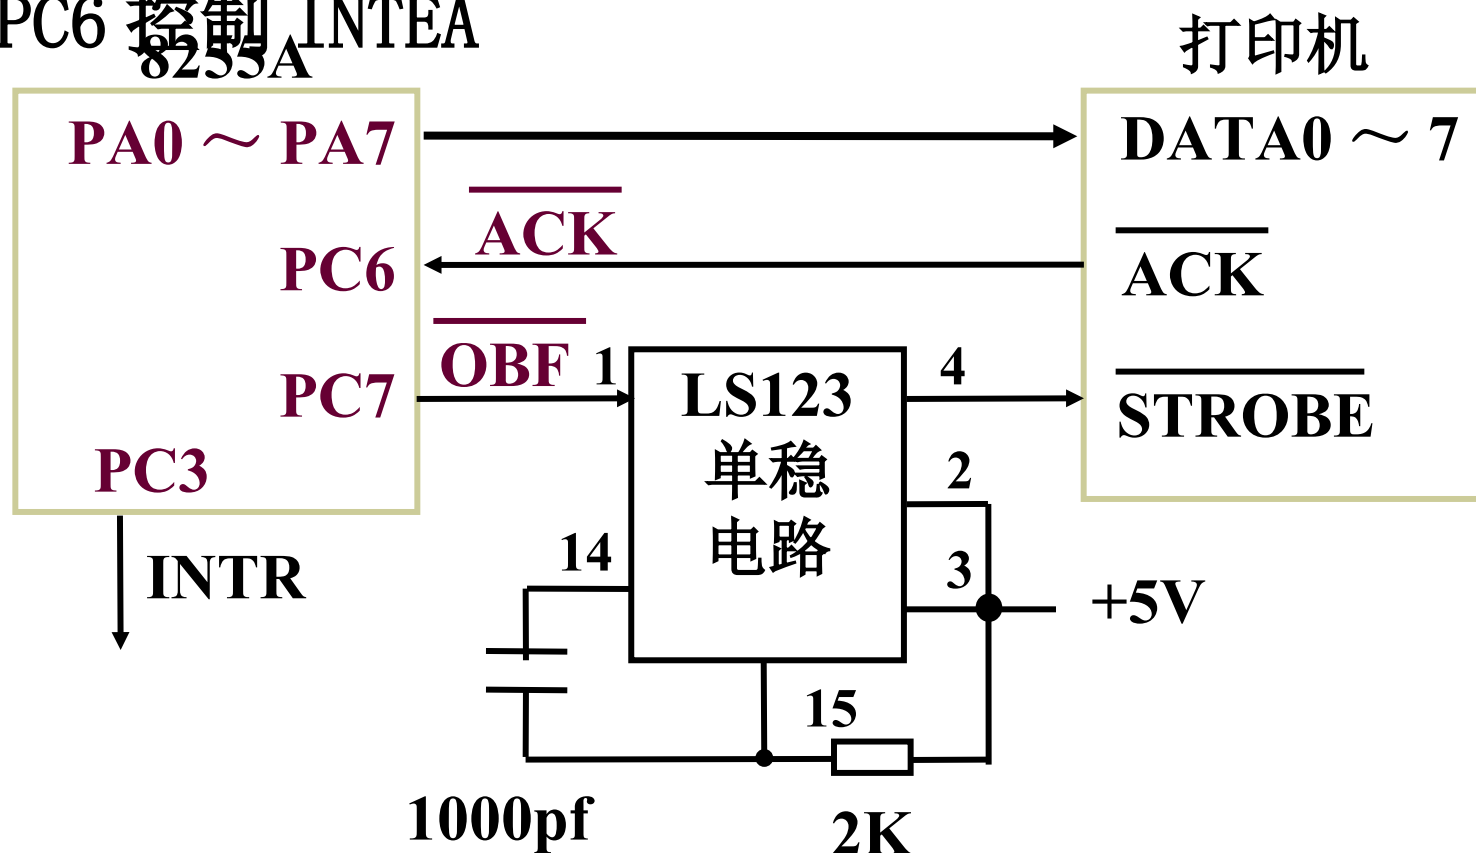 PC6 控制 INTEA
8255A
打印机
PA0 ～ PA7
DATA0 ～ 7
ACK
PC6
ACK
OBF
1
LS123
4
PC7
STROBE
单稳
2
PC3
电路
14
3
INTR
+5V
15
1000pf
2K